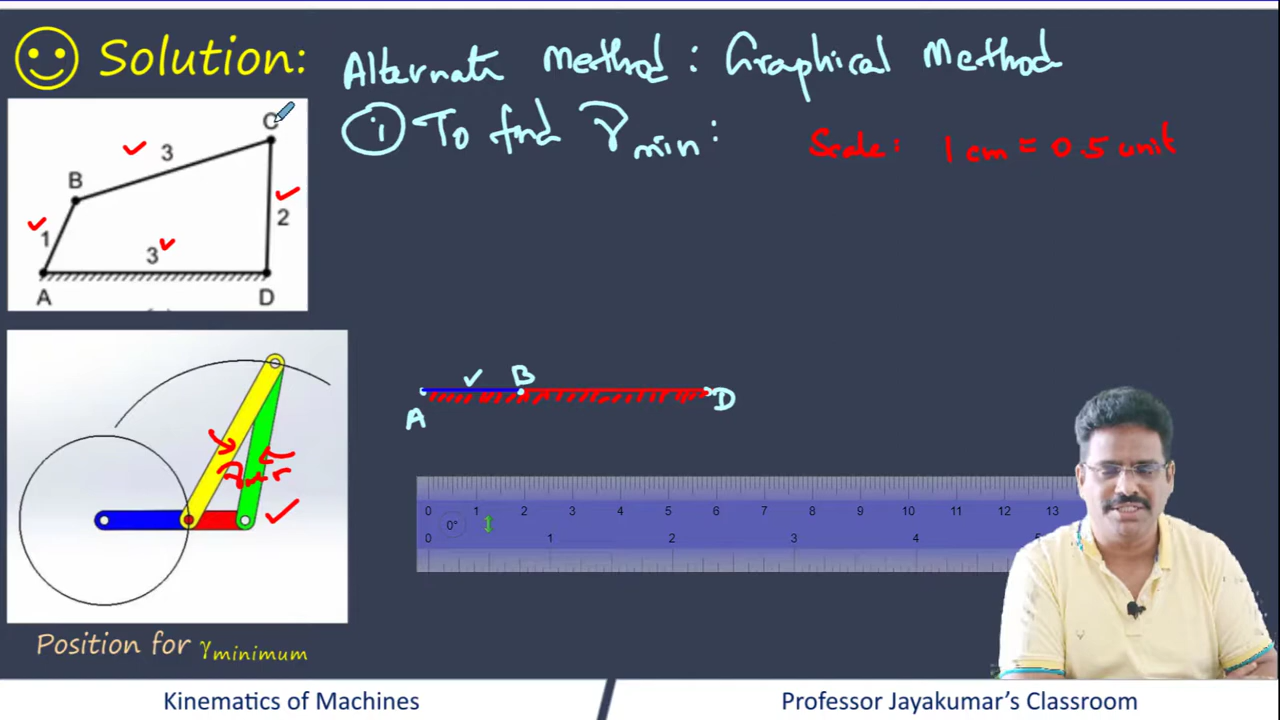 Solution:
Alternate Method: Graphical Method
① To find γmin:
Scale: 1 cm = 0.5 unit
C
3
B
2
1
3
A
D
B
A
D
γmin
0 1 2 3 4 5 6 7 8 9 10 11 12 13
0°
0 1 2 3 4
Position for γminimum
Kinematics of Machines
Professor Jayakumar's Classroom